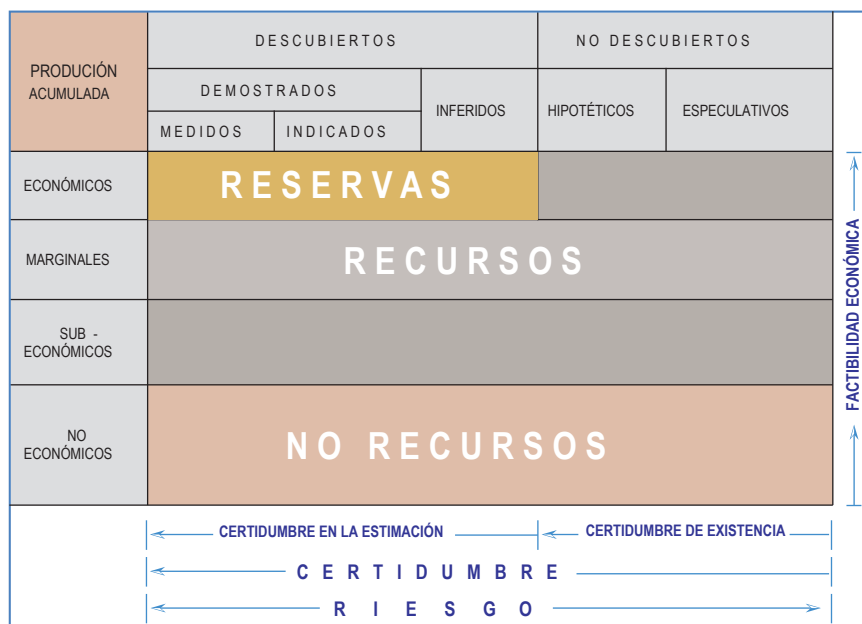 PRODUCIÓN
ACUMULADA
DESCUBIERTOS
NO DESCUBIERTOS
DEMOSTRADOS
INFERIDOS
HIPOTÉTICOS
ESPECULATIVOS
MEDIDOS
INDICADOS
ECONÓMICOS
RESERVAS
MARGINALES
RECURSOS
SUB -
ECONÓMICOS
NO
ECONÓMICOS
NO RECURSOS
FACTIBILIDAD ECONÓMICA
CERTIDUMBRE EN LA ESTIMACIÓN
CERTIDUMBRE DE EXISTENCIA
CERTIDUMBRE
RIESGO